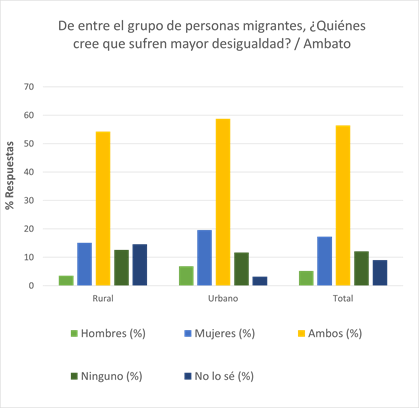 De entre el grupo de personas migrantes, ¿Quiénes
cree que sufren mayor desigualdad? / Ambato
% Respuestas
70
60
50
40
30
20
10
0
Rural
Urbano
Total
Hombres (%)
Mujeres (%)
Ambos (%)
Ninguno (%)
No lo sé (%)